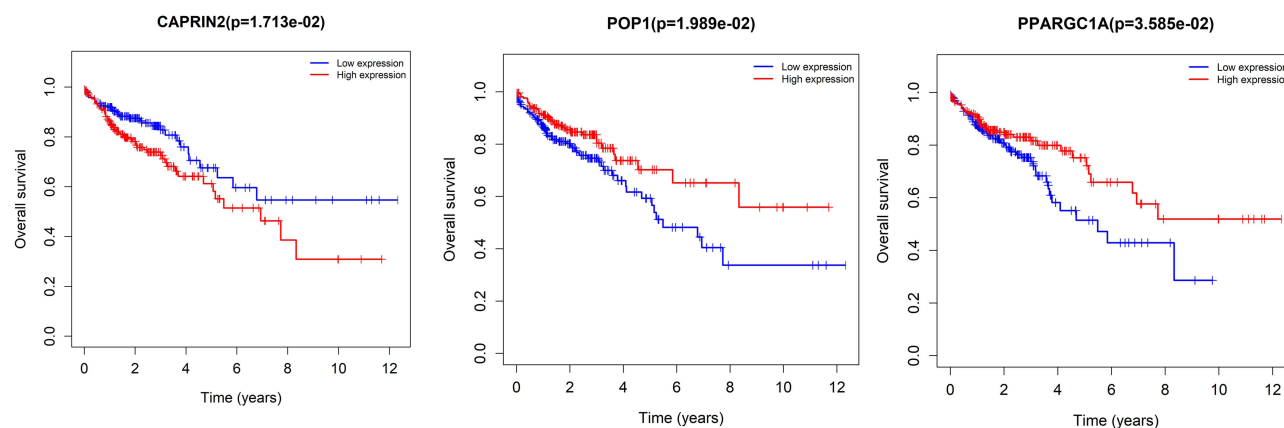 CAPRIN2(p=1.713e-02)
Low expression
High expression
Overall survival
1.0
0.8
0.6
0.4
0.2
0.0
0 2 4 6 8 10 12
Time (years)
POP1(p=1.989e-02)
Low expression
High expression
Overall survival
1.0
0.8
0.6
0.4
0.2
0.0
0 2 4 6 8 10 12
Time (years)
PPARGC1A(p=3.585e-02)
Low expression
High expression
Overall survival
1.0
0.8
0.6
0.4
0.2
0.0
0 2 4 6 8 10 12
Time (years)